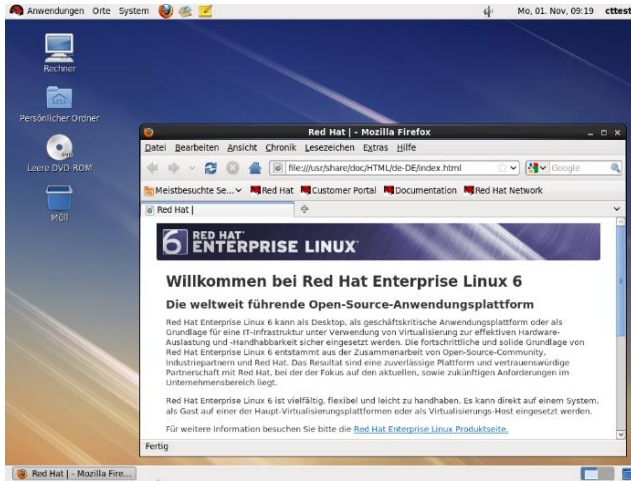 Anwendungen Orte System
Mo, 01. Nov, 09:19 cttest
Rechner
Persönlicher Ordner
Leere DVD-ROM
Müll
Red Hat | - Mozilla Firefox
Datei Bearbeiten Ansicht Chronik Lesezeichen Extras Hilfe
file:///usr/share/doc/HTML/de-DE/index.html
Google
Meistbesuchte Se... Red Hat Customer Portal Documentation Red Hat Network
Red Hat |
6 RED HAT
ENTERPRISE LINUX
Willkommen bei Red Hat Enterprise Linux 6
Die weltweit führende Open-Source-Anwendungsplattform
Red Hat Enterprise Linux 6 kann als Desktop, als geschäftskritische Anwendungsplattform oder als
Grundlage für eine IT-Infrastruktur unter Verwendung von Virtualisierung zur effektiven Hardware-
Auslastung und -Handhabbarkeit sicher eingesetzt werden. Die fortschrittliche und solide Grundlage von
Red Hat Enterprise Linux 6 entstammt aus der Zusammenarbeit von Open-Source-Community,
Industriepartnern und Red Hat. Das Resultat sind eine zuverlässige Plattform und vertrauenswürdige
Partnerschaft mit Red Hat, bei der der Fokus auf den aktuellen, sowie zukünftigen Anforderungen im
Unternehmensbereich liegt.
Red Hat Enterprise Linux 6 ist vielfältig, flexibel und leicht zu handhaben. Es kann direkt auf einem System,
als Gast auf einer der Haupt-Virtualisierungsplattformen oder als Virtualisierungs-Host eingesetzt werden.
Für weitere Information besuchen Sie bitte die Red Hat Enterprise Linux Produktseite.
Fertig
Red Hat | - Mozilla Fire...